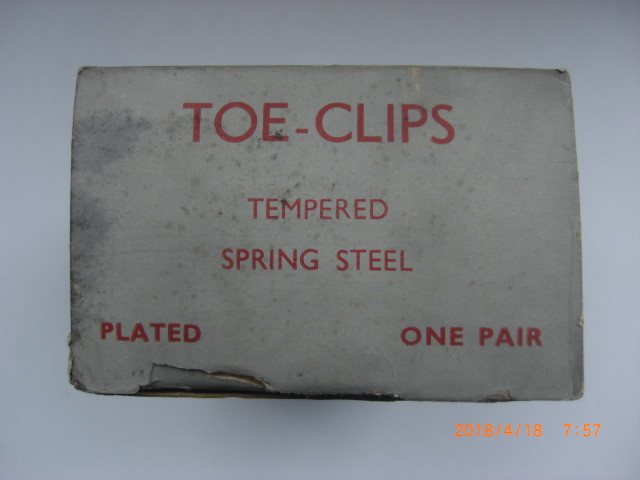 TOE-CLIPS
TEMPERED
SPRING STEEL
PLATED ONE PAIR
2018/4/18 7:57